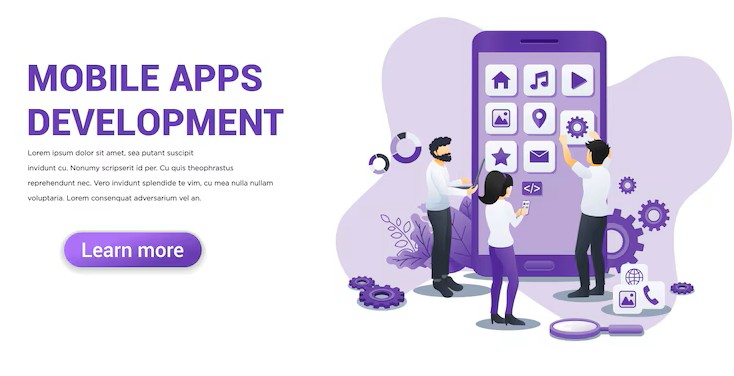 MOBILE APPS
DEVELOPMENT
Lorem ipsum dolor sit amet, sea putant suscipit
invidunt cu. Nonumy scripserit id per. Cu quis theophrastus
reprehendunt nec. Vero invidunt splendide te vim, cu mea nulla nullam
voluptaria. Lorem consequat adversarium vel an.
Learn more
</>